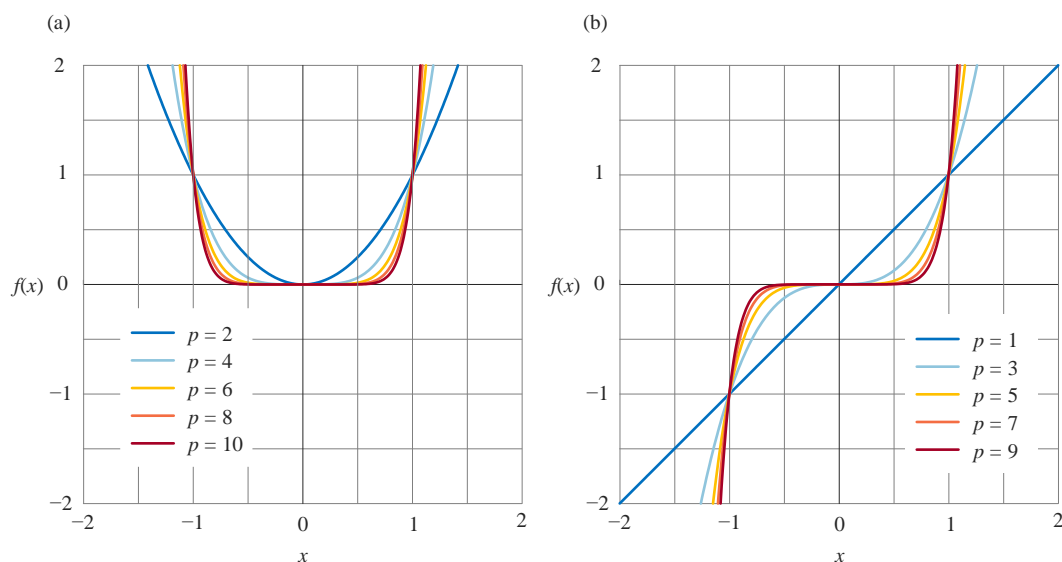 (a)
2
1
f(x) 0
−1
−2
−2 −1 0 1 2
x
p = 2
p = 4
p = 6
p = 8
p = 10
(b)
2
1
f(x) 0
−1
−2
−2 −1 0 1 2
x
p = 1
p = 3
p = 5
p = 7
p = 9